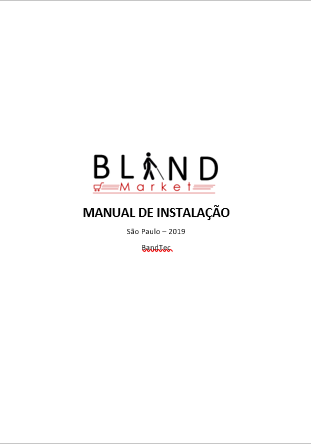 BLIND
Market
MANUAL DE INSTALAÇÃO
São Paulo – 2019
BandTec